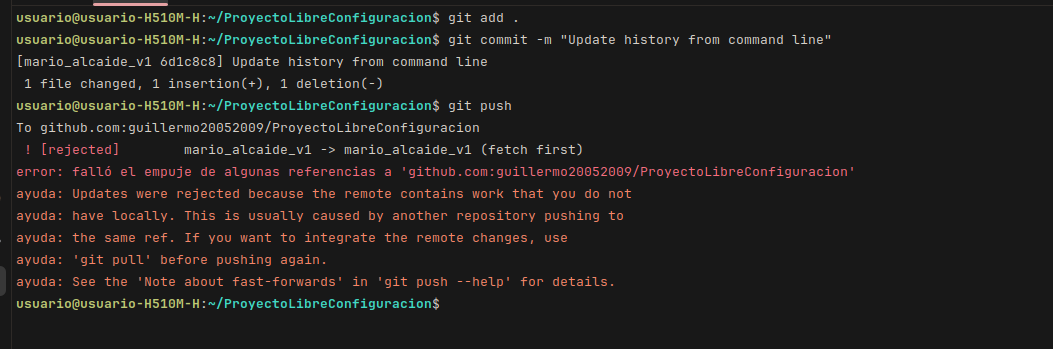 usuario@usuario-H510M-H:~/ProyectoLibreConfiguracion$ git add .
usuario@usuario-H510M-H:~/ProyectoLibreConfiguracion$ git commit -m "Update history from command line"
[mario_alcaide_v1 6d1c8c8] Update history from command line
 1 file changed, 1 insertion(+), 1 deletion(-)
usuario@usuario-H510M-H:~/ProyectoLibreConfiguracion$ git push
To github.com:guillermo20052009/ProyectoLibreConfiguracion
 ! [rejected]        mario_alcaide_v1 -> mario_alcaide_v1 (fetch first)
error: falló el empuje de algunas referencias a 'github.com:guillermo20052009/ProyectoLibreConfiguracion'
ayuda: Updates were rejected because the remote contains work that you do not
ayuda: have locally. This is usually caused by another repository pushing to
ayuda: the same ref. If you want to integrate the remote changes, use
ayuda: 'git pull' before pushing again.
ayuda: See the 'Note about fast-forwards' in 'git push --help' for details.
usuario@usuario-H510M-H:~/ProyectoLibreConfiguracion$